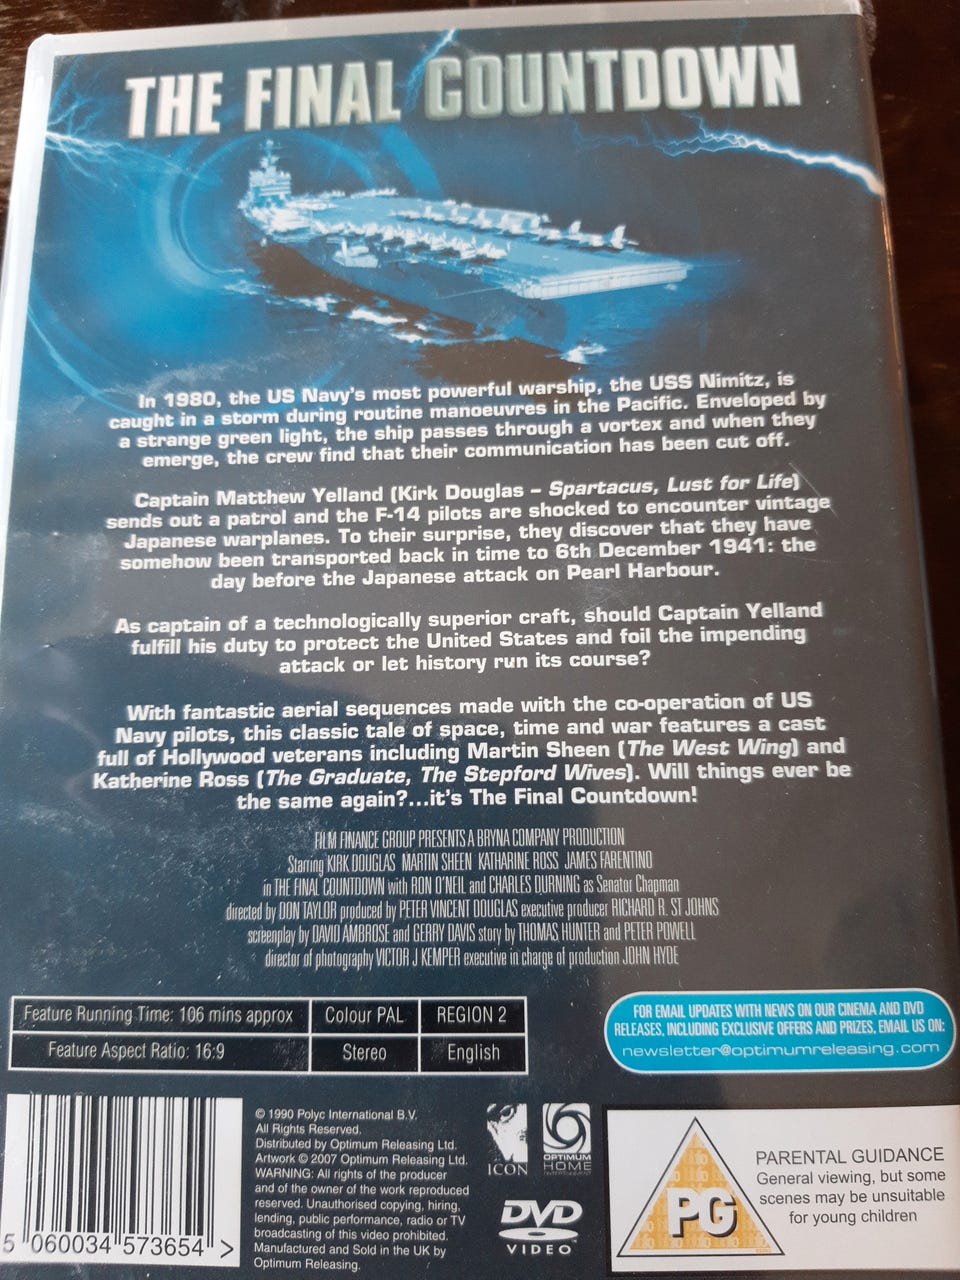 THE FINAL COUNTDOWN
In 1980, the US Navy's most powerful warship, the USS Nimitz, is
caught in a storm during routine manoeuvres in the Pacific. Enveloped by
a strange green light, the ship passes through a vortex and when they
emerge, the crew find that their communication has been cut off.
Captain Matthew Yelland (Kirk Douglas – Spartacus, Lust for Life)
sends out a patrol and the F-14 pilots are shocked to encounter vintage
Japanese warplanes. To their surprise, they discover that they have
somehow been transported back in time to 6th December 1941: the
day before the Japanese attack on Pearl Harbour.
As captain of a technologically superior craft, should Captain Yelland
fulfill his duty to protect the United States and foil the impending
attack or let history run its course?
With fantastic aerial sequences made with the co-operation of US
Navy pilots, this classic tale of space, time and war features a cast
full of Hollywood veterans including Martin Sheen (The West Wing) and
Katherine Ross (The Graduate, The Stepford Wives). Will things ever be
the same again?...it's The Final Countdown!
FILM FINANCE GROUP PRESENTS A BRYNA COMPANY PRODUCTION
Starring KIRK DOUGLAS MARTIN SHEEN KATHARINE ROSS JAMES FARENTINO
in THE FINAL COUNTDOWN with RON O'NEIL and CHARLES DURNING as Senator Chapman
directed by DON TAYLOR produced by PETER VINCENT DOUGLAS executive producer RICHARD R. ST JOHNS
screenplay by DAVID AMBROSE and GERRY DAVIS story by THOMAS HUNTER and PETER POWELL
director of photography VICTOR J KEMPER executive in charge of production JOHN HYDE
Feature Running Time: 106 mins approx Colour PAL REGION 2
Feature Aspect Ratio: 16:9 Stereo English
FOR EMAIL UPDATES WITH NEWS ON OUR CINEMA AND DVD
RELEASES, INCLUDING EXCLUSIVE OFFERS AND PRIZES, EMAIL US ON:
newsletter@optimumreleasing.com
5 060034 573654 >
© 1990 Polyc International B.V.
All Rights Reserved.
Distributed by Optimum Releasing Ltd.
Artwork © 2007 Optimum Releasing Ltd.
WARNING: All rights of the producer
and of the owner of the work reproduced
reserved. Unauthorised copying, hiring,
lending, public performance, radio or TV
broadcasting of this video prohibited.
Manufactured and Sold in the UK by
Optimum Releasing.
ICON
OPTIMUM
HOME
ENTERTAINMENT
DVD
VIDEO
PG
PARENTAL GUIDANCE
General viewing, but some
scenes may be unsuitable
for young children